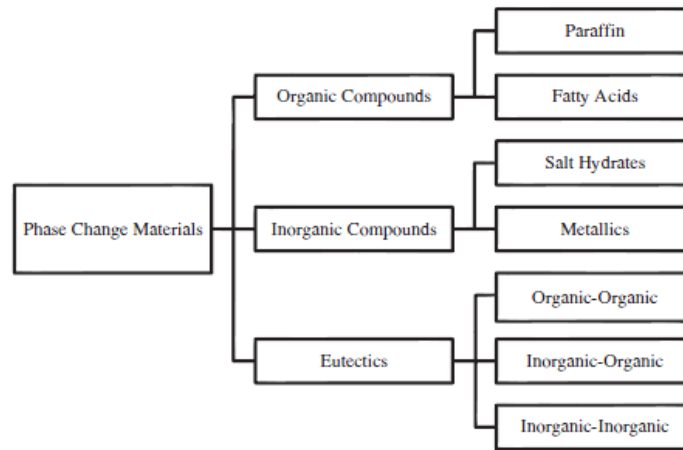 Paraffin
Organic Compounds
Fatty Acids
Salt Hydrates
Phase Change Materials
Inorganic Compounds
Metallics
Organic-Organic
Eutectics
Inorganic-Organic
Inorganic-Inorganic